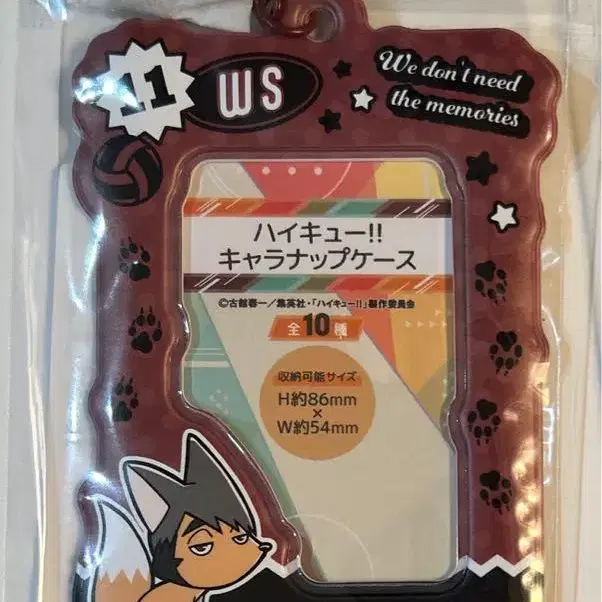 11
WS
We don't need
the memories
ハイキュー!!
キャラナップケース
©古舘春一／集英社・「ハイキュー!!」製作委員会
全10種
収納可能サイズ
H約86mm
×
W約54mm